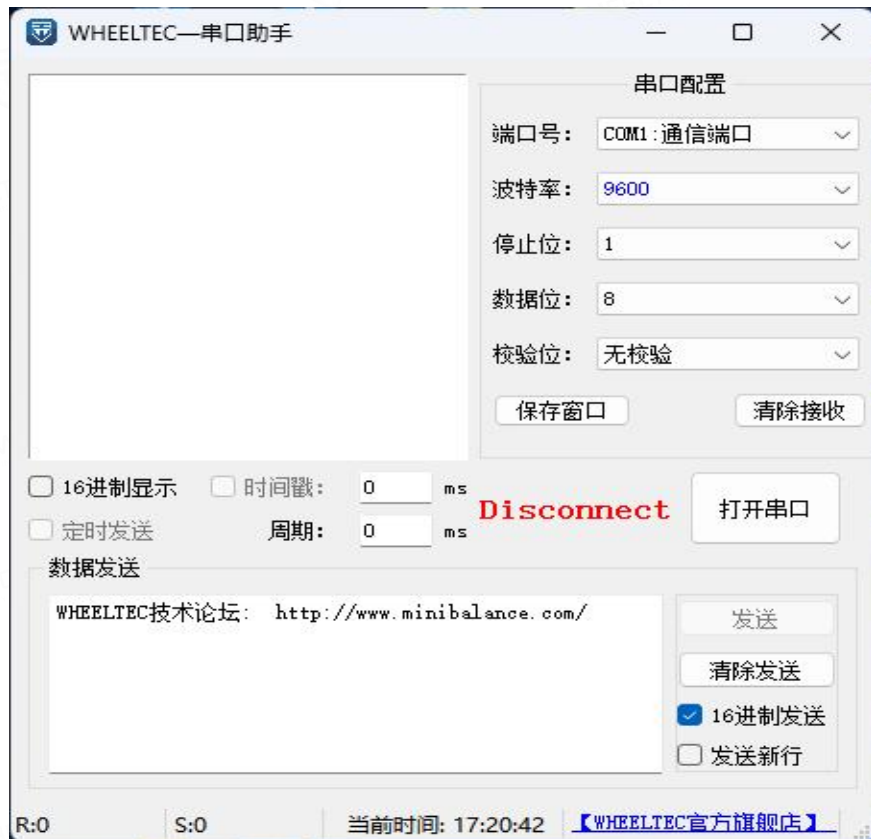 WHEELTEC—串口助手
串口配置
端口号： COM1:通信端口
波特率： 9600
停止位： 1
数据位： 8
校验位： 无校验
保存窗口 清除接收
16进制显示 时间戳： 0 ms
Disconnect 打开串口
定时发送 周期： 0 ms
数据发送
WHEELTEC技术论坛： http://www.minibalance.com/
发送
清除发送
16进制发送
发送新行
R:0 S:0 当前时间: 17:20:42 【WHEELTEC官方旗舰店】